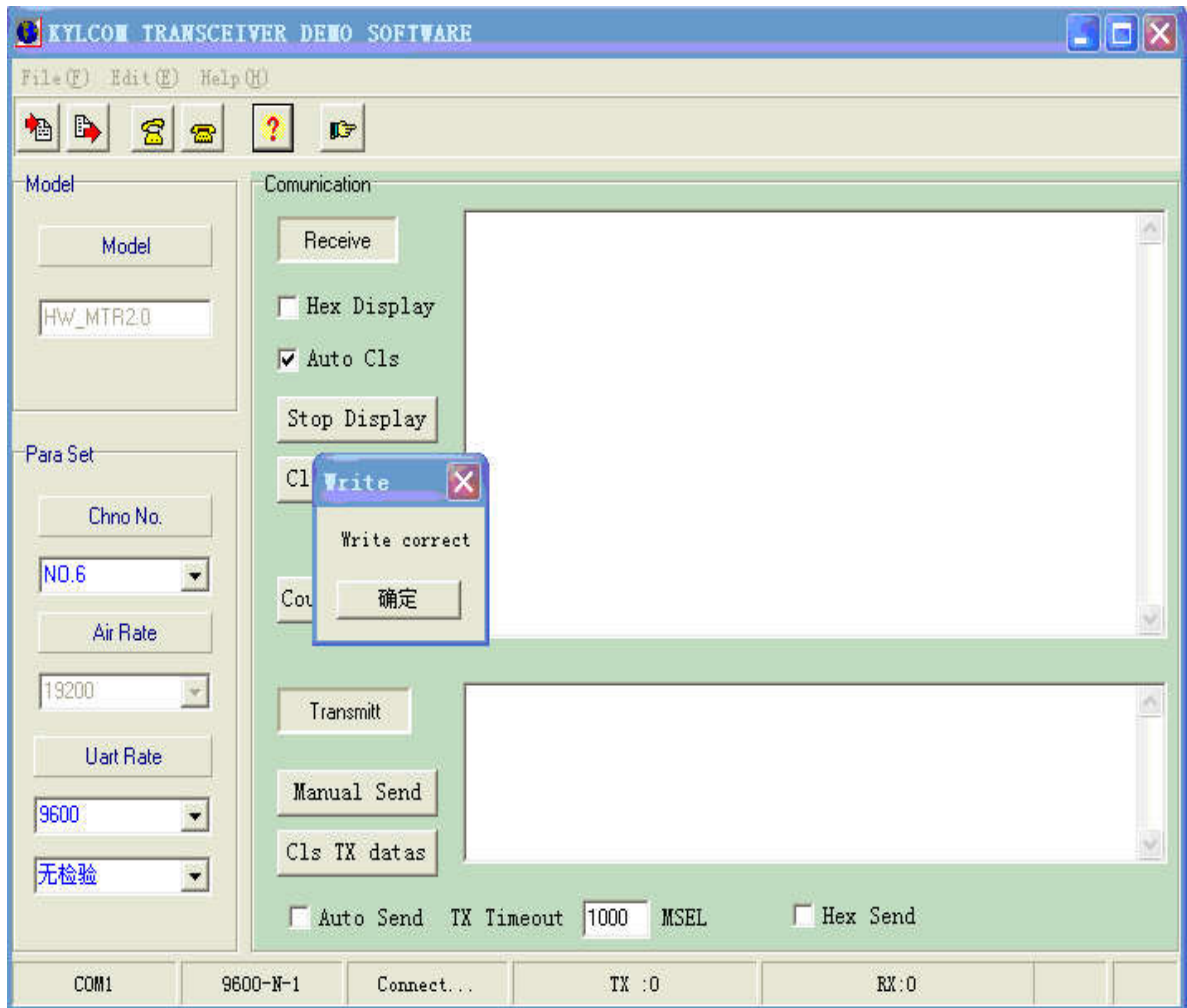 KYLCOM TRANSCEIVER DEMO SOFTWARE
File(F) Edit(E) Help(H)
?
Model
Model
HW_MTR2.0
Para Set
Chno No.
NO.6
Air Rate
19200
Uart Rate
9600
无检验
Comunication
Receive
Hex Display
Auto Cls
Stop Display
Cl
Cou
Write
Write correct
确定
Transmitt
Manual Send
Cls TX datas
Auto Send TX Timeout 1000 MSEL Hex Send
COM1 9600-N-1 Connect... TX :0 RX:0